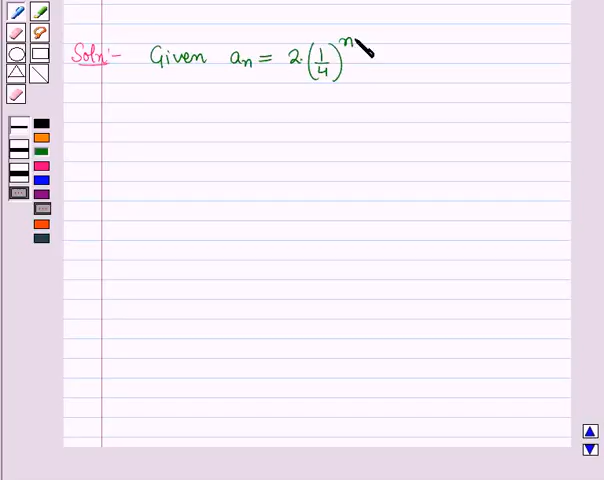 Soln:- Given aₙ = 2·(1/4)ⁿ